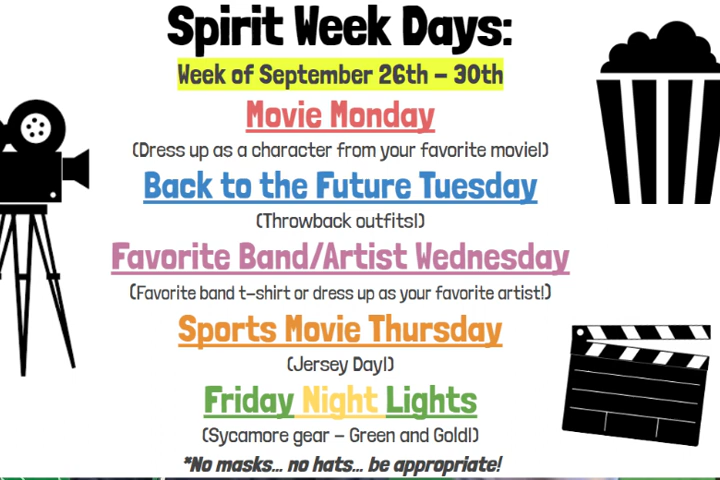 Spirit Week Days:
Week of September 26th - 30th
Movie Monday
(Dress up as a character from your favorite movie!)
Back to the Future Tuesday
(Throwback outfits!)
Favorite Band/Artist Wednesday
(Favorite band t-shirt or dress up as your favorite artist!)
Sports Movie Thursday
(Jersey Day!)
Friday Night Lights
(Sycamore gear - Green and Gold!)
*No masks... no hats... be appropriate!